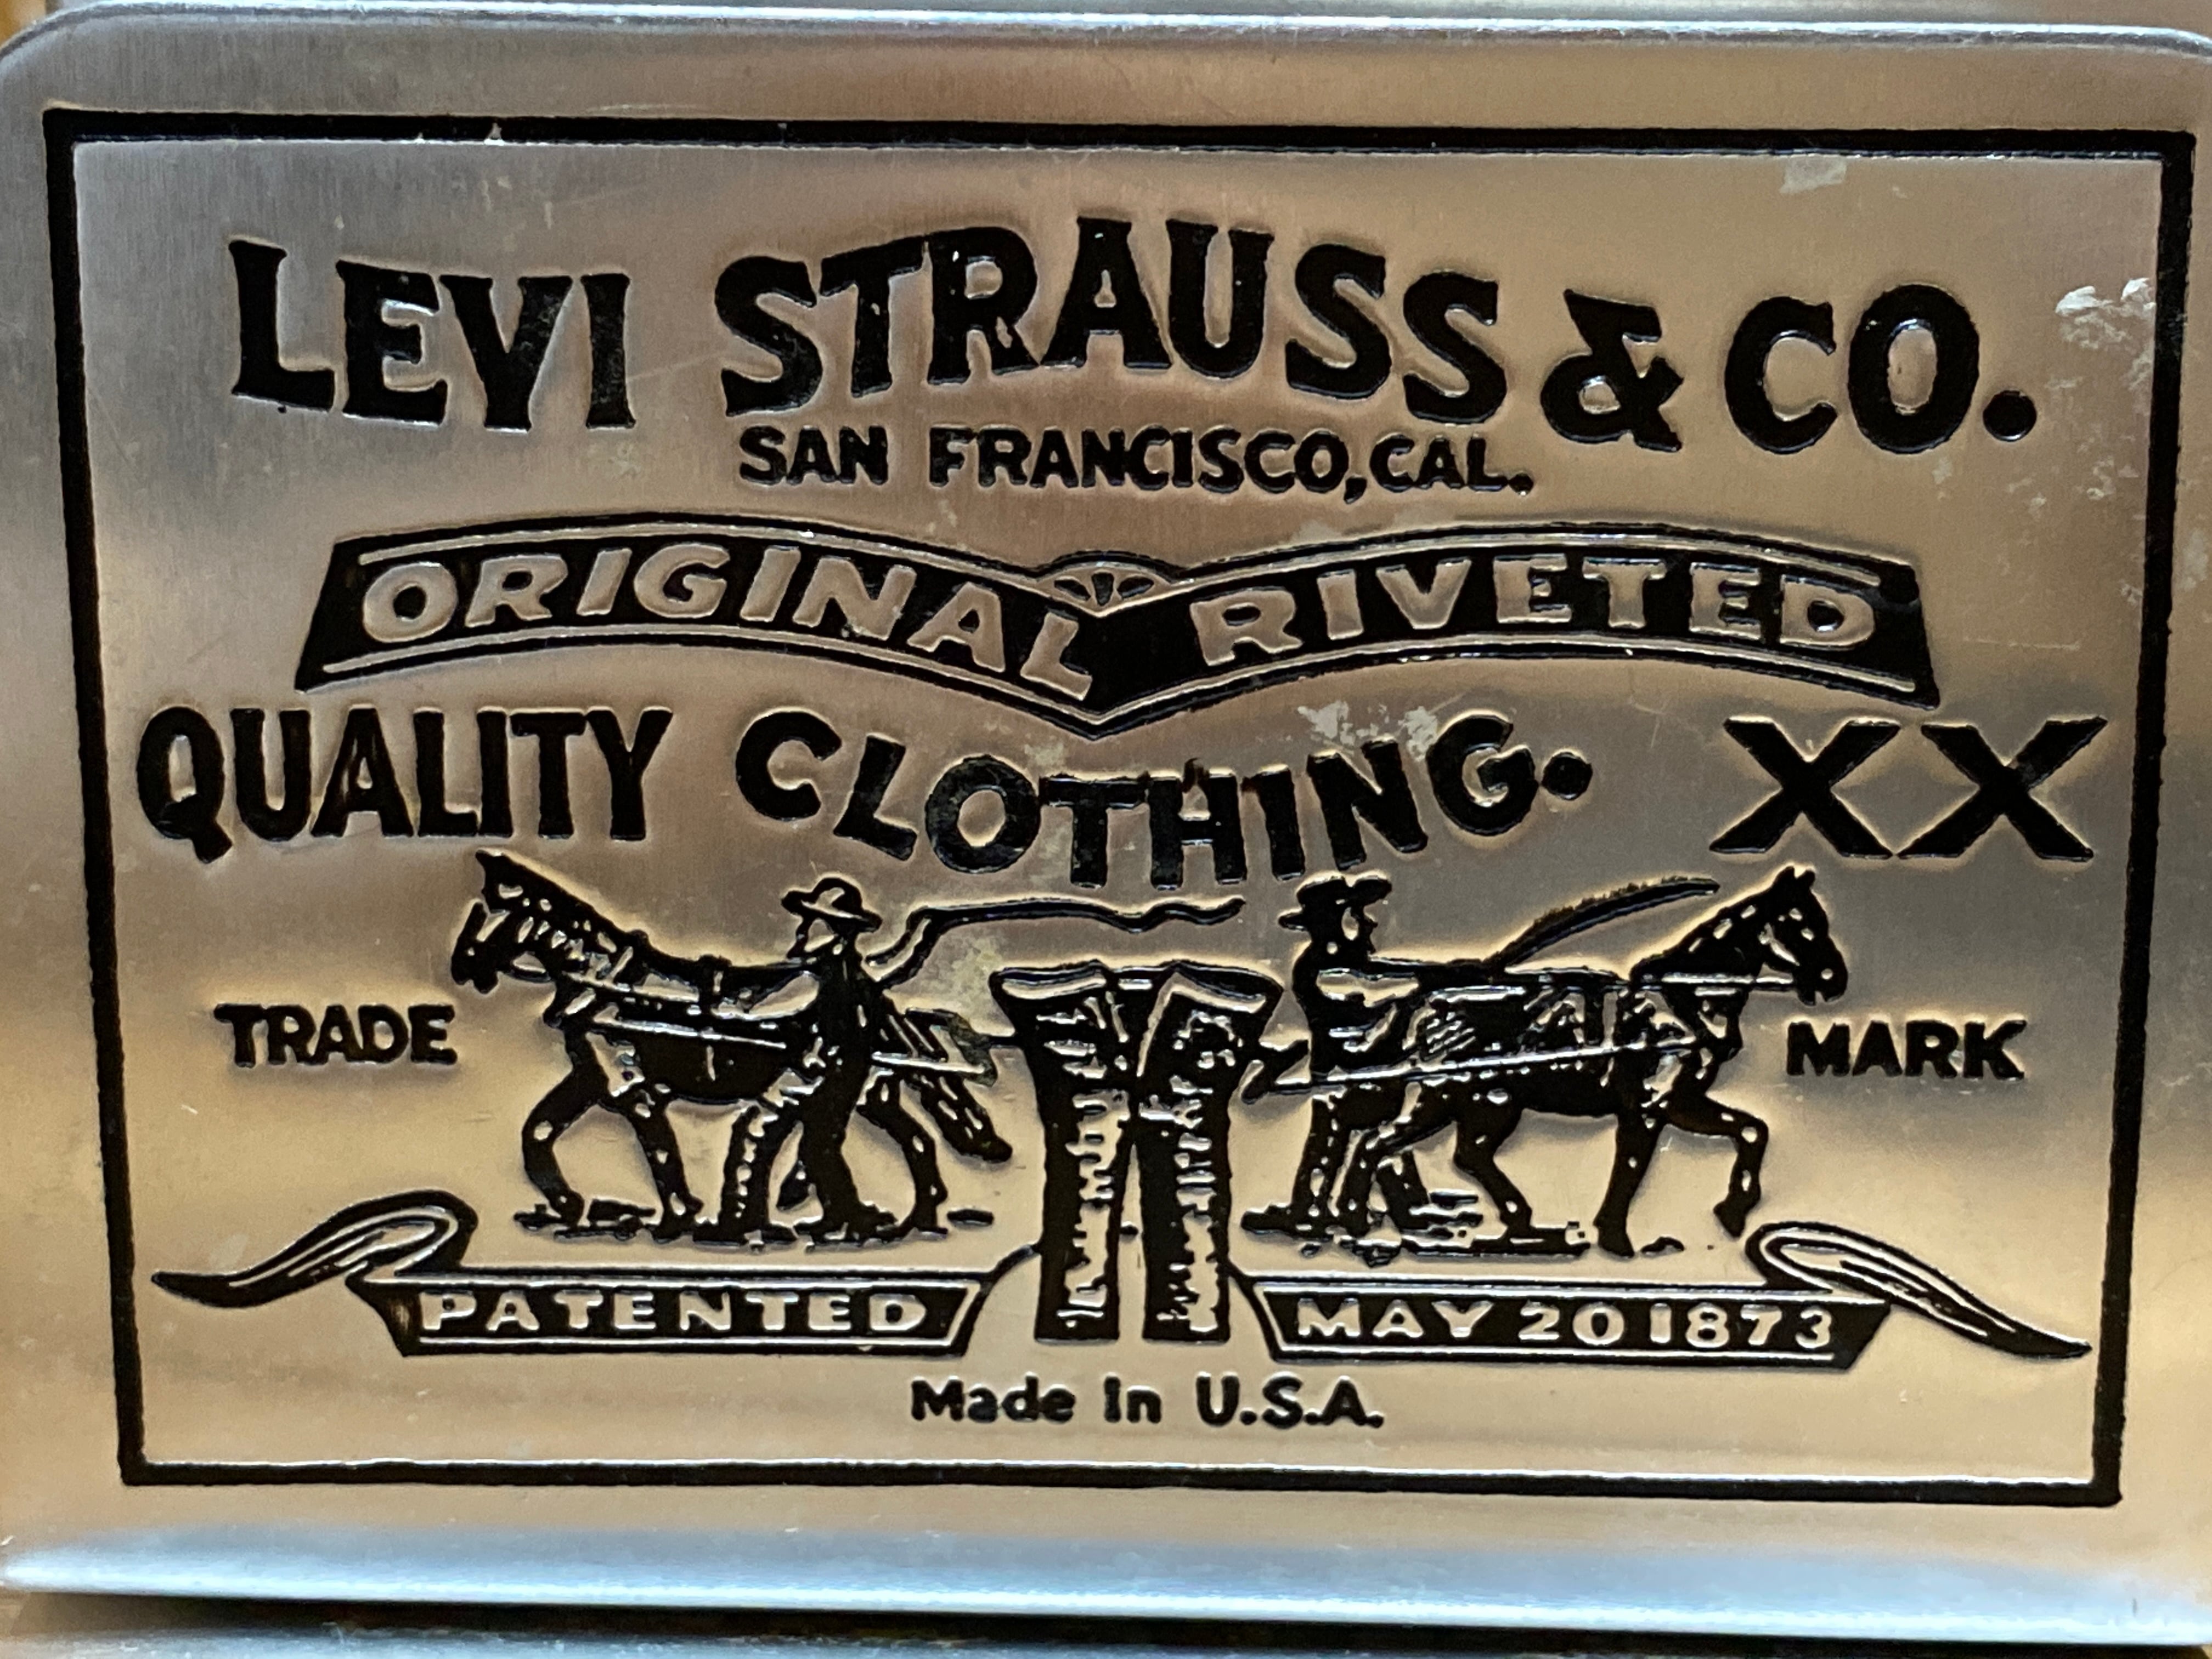 LEVI STRAUSS & CO.
SAN FRANCISCO, CAL.
ORIGINAL RIVETED
QUALITY CLOTHING. XX
TRADE MARK
PATENTED MAY 20 1873
Made in U.S.A.